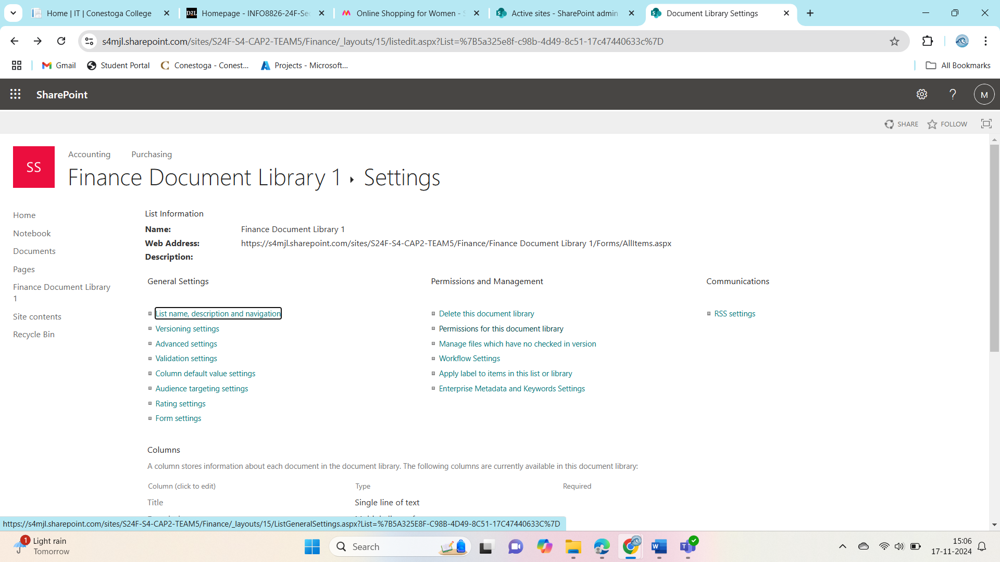 Home | IT | Conestoga College
D2L Homepage - INFO8826-24F-Sec
Online Shopping for Women - S
Active sites - SharePoint admin
Document Library Settings
s4mjl.sharepoint.com/sites/S24F-S4-CAP2-TEAM5/Finance/_layouts/15/listedit.aspx?List=%7B5a325e8f-c98b-4d49-8c51-17c47440633c%7D
Gmail
Student Portal
Conestoga - Conest...
Projects - Microsoft...
All Bookmarks
SharePoint
M
SHARE
FOLLOW
SS
Accounting
Purchasing
Finance Document Library 1 ▸ Settings
Home
Notebook
Documents
Pages
Finance Document Library
1
Site contents
Recycle Bin
List Information
Name: Finance Document Library 1
Web Address: https://s4mjl.sharepoint.com/sites/S24F-S4-CAP2-TEAM5/Finance/Finance Document Library 1/Forms/AllItems.aspx
Description:
General Settings
List name, description and navigation
Versioning settings
Advanced settings
Validation settings
Column default value settings
Audience targeting settings
Rating settings
Form settings
Permissions and Management
Delete this document library
Permissions for this document library
Manage files which have no checked in version
Workflow Settings
Apply label to items in this list or library
Enterprise Metadata and Keywords Settings
Communications
RSS settings
Columns
A column stores information about each document in the document library. The following columns are currently available in this document library:
Column (click to edit) Type Required
Title Single line of text
https://s4mjl.sharepoint.com/sites/S24F-S4-CAP2-TEAM5/Finance/_layouts/15/ListGeneralSettings.aspx?List=%7B5A325E8F-C98B-4D49-8C51-17C47440633C%7D
1
Light rain
Tomorrow
Search
15:06
17-11-2024